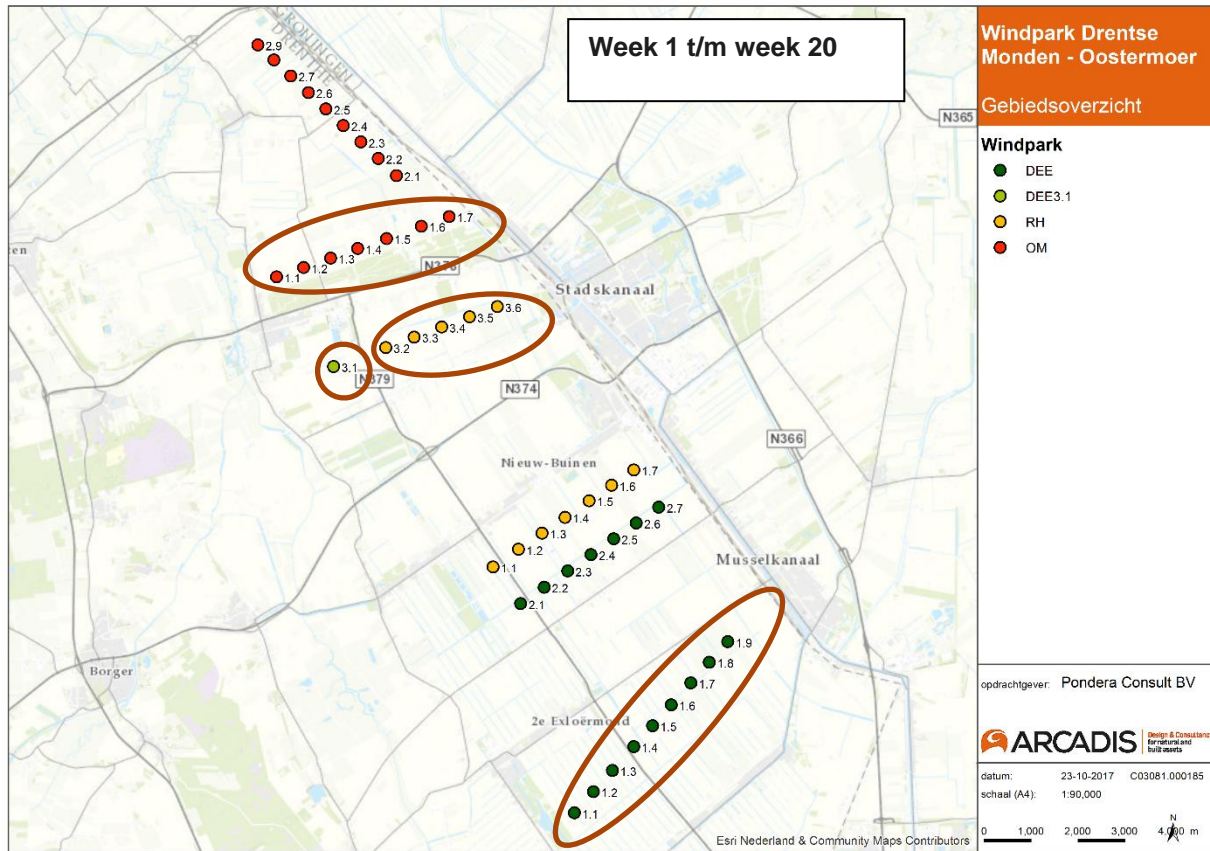 Week 1 t/m week 20
Windpark Drentse
Monden - Oostermoer
Gebiedsoverzicht
Windpark
DEE
DEE3.1
RH
OM
GRONINGEN
DRENTHE
2.9
2.7
2.6
2.5
2.4
2.3
2.2
2.1
N365
1.7
1.6
1.5
1.4
1.3
1.2
1.1
N378
Stadskanaal
3.6
3.5
3.4
3.3
3.2
3.1
N379
N374
N366
Nieuw-Buinen
1.7
1.6
1.5
1.4
1.3
1.2
1.1
2.7
2.6
2.5
2.4
2.3
2.2
2.1
Musselkanaal
Borger
2e Exloërmond
1.9
1.8
1.7
1.6
1.5
1.4
1.3
1.2
1.1
Esri Nederland & Community Maps Contributors
opdrachtgever: Pondera Consult BV
ARCADIS
Design & Consultancy
for natural and
built assets
datum: 23-10-2017 C03081.000185
schaal (A4): 1:90,000
N
0 1,000 2,000 3,000 4,000 m